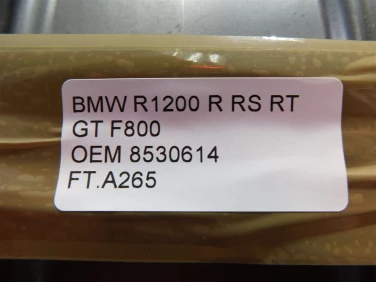 BMW R1200 R RS RT
GT F800
OEM 8530614
FT.A265